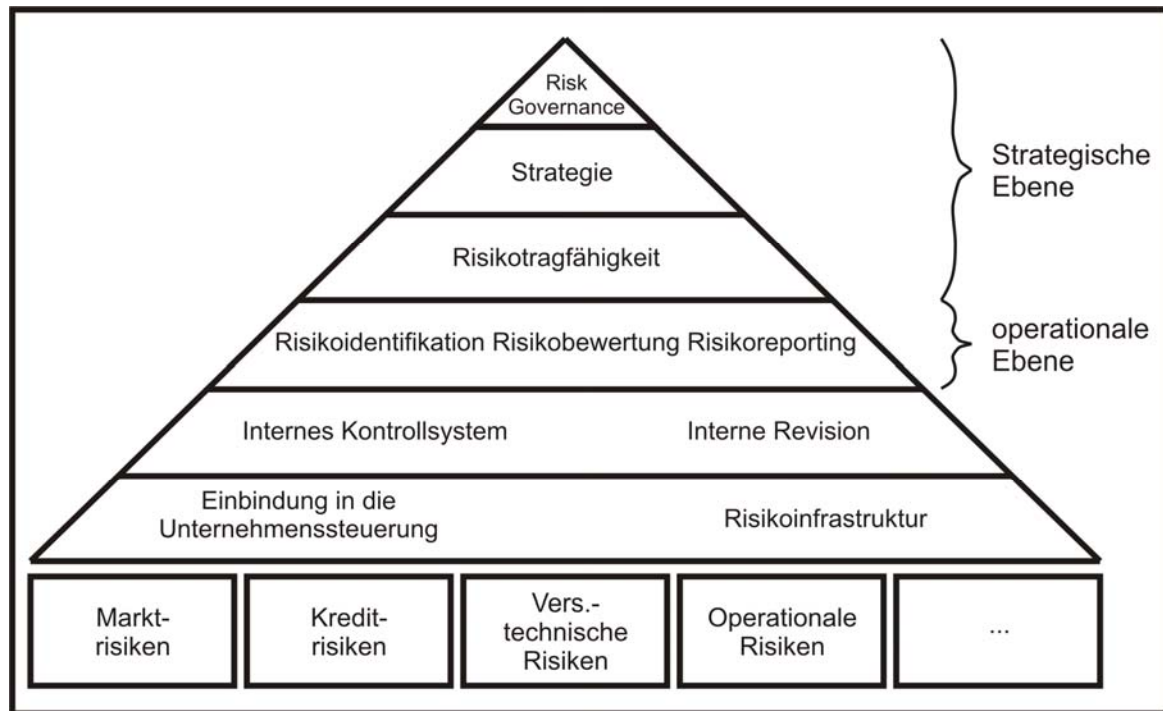 Risk
Governance
Strategie
Strategische
Ebene
Risikotragfähigkeit
Risikoidentifikation Risikobewertung Risikoreporting
operationale
Ebene
Internes Kontrollsystem
Interne Revision
Einbindung in die
Unternehmenssteuerung
Risikoinfrastruktur
Markt-
risiken
Kredit-
risiken
Vers.-
technische
Risiken
Operationale
Risiken
...